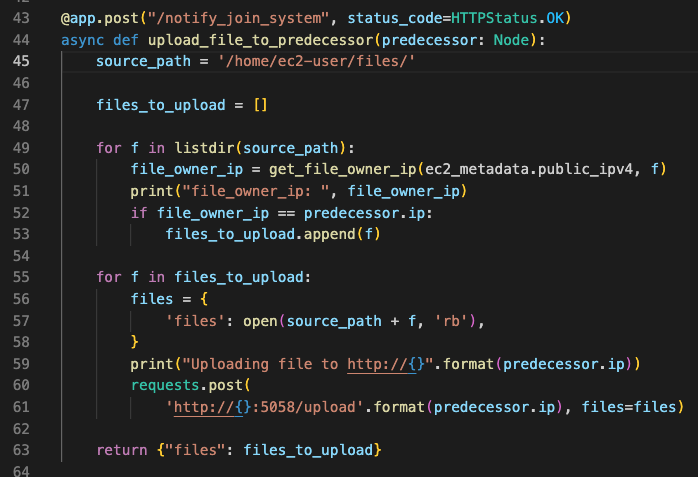 43 @app.post("/notify_join_system", status_code=HTTPStatus.OK)
44 async def upload_file_to_predecessor(predecessor: Node):
45     source_path = '/home/ec2-user/files/'
46
47     files_to_upload = []
48
49     for f in listdir(source_path):
50         file_owner_ip = get_file_owner_ip(ec2_metadata.public_ipv4, f)
51         print("file_owner_ip: ", file_owner_ip)
52         if file_owner_ip == predecessor.ip:
53             files_to_upload.append(f)
54
55     for f in files_to_upload:
56         files = {
57             'files': open(source_path + f, 'rb'),
58         }
59         print("Uploading file to http://{}".format(predecessor.ip))
60         requests.post(
61             'http://{}:5058/upload'.format(predecessor.ip), files=files)
62
63     return {"files": files_to_upload}
64